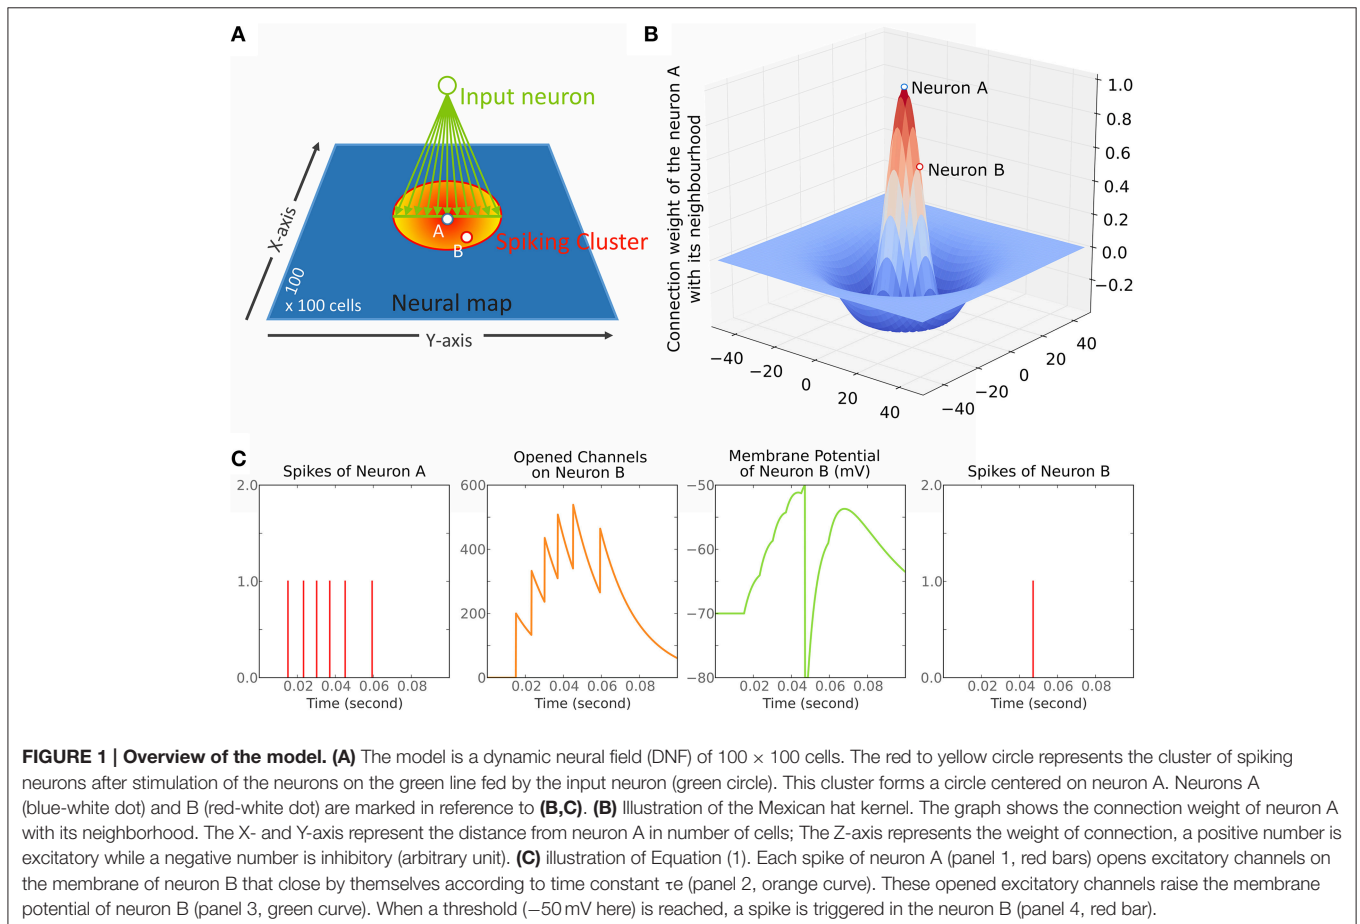 A
Input neuron
A
B
Spiking Cluster
X-axis
100
x 100 cells
Neural map
Y-axis
B
Connection weight of the neuron A
with its neighbourhood
Neuron A
Neuron B
1.0
0.8
0.6
0.4
0.2
0.0
−0.2
−40
−20
0
20
40
−40
−20
0
20
40
C
Spikes of Neuron A
2.0
1.0
0.0
0.02 0.04 0.06 0.08
Time (second)
Opened Channels
on Neuron B
600
400
200
0
0.02 0.04 0.06 0.08
Time (second)
Membrane Potential
of Neuron B (mV)
−50
−60
−70
−80
0.02 0.04 0.06 0.08
Time (second)
Spikes of Neuron B
2.0
1.0
0.0
0.02 0.04 0.06 0.08
Time (second)
FIGURE 1 | Overview of the model. (A) The model is a dynamic neural field (DNF) of 100 × 100 cells. The red to yellow circle represents the cluster of spiking
neurons after stimulation of the neurons on the green line fed by the input neuron (green circle). This cluster forms a circle centered on neuron A. Neurons A
(blue-white dot) and B (red-white dot) are marked in reference to (B,C). (B) Illustration of the Mexican hat kernel. The graph shows the connection weight of neuron A
with its neighborhood. The X- and Y-axis represent the distance from neuron A in number of cells; The Z-axis represents the weight of connection, a positive number is
excitatory while a negative number is inhibitory (arbitrary unit). (C) illustration of Equation (1). Each spike of neuron A (panel 1, red bars) opens excitatory channels on
the membrane of neuron B that close by themselves according to time constant τe (panel 2, orange curve). These opened excitatory channels raise the membrane
potential of neuron B (panel 3, green curve). When a threshold (−50 mV here) is reached, a spike is triggered in the neuron B (panel 4, red bar).